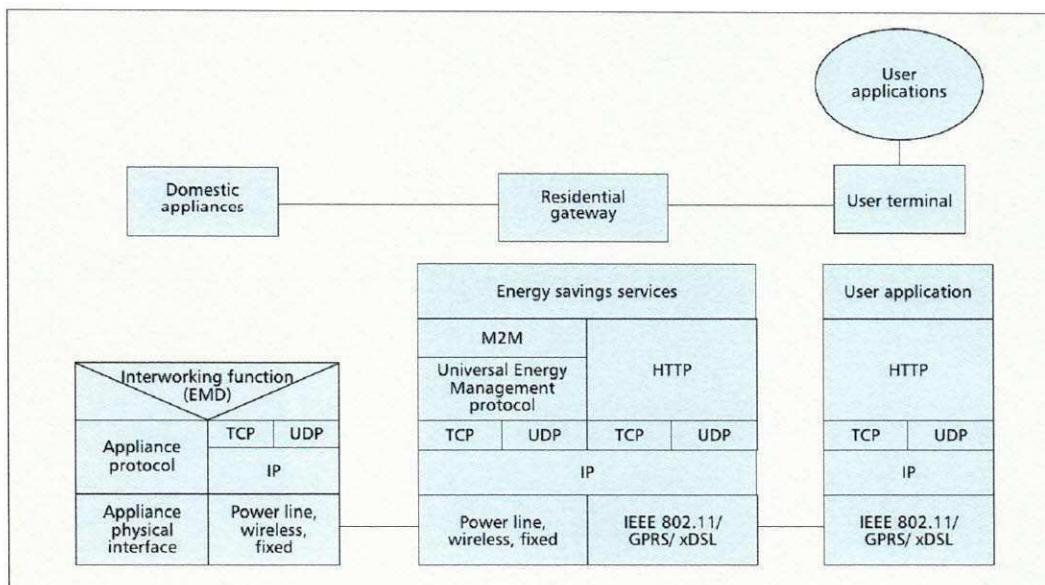 User
applications
Domestic
appliances
Residential
gateway
User terminal
Energy savings services
User application
M2M
Universal Energy
Management
protocol
HTTP
HTTP
Interworking function
(EMD)
TCP
UDP
TCP
UDP
TCP
UDP
TCP
UDP
Appliance
protocol
IP
IP
IP
Appliance
physical
interface
Power line,
wireless,
fixed
Power line,
wireless, fixed
IEEE 802.11/
GPRS/ xDSL
IEEE 802.11/
GPRS/ xDSL